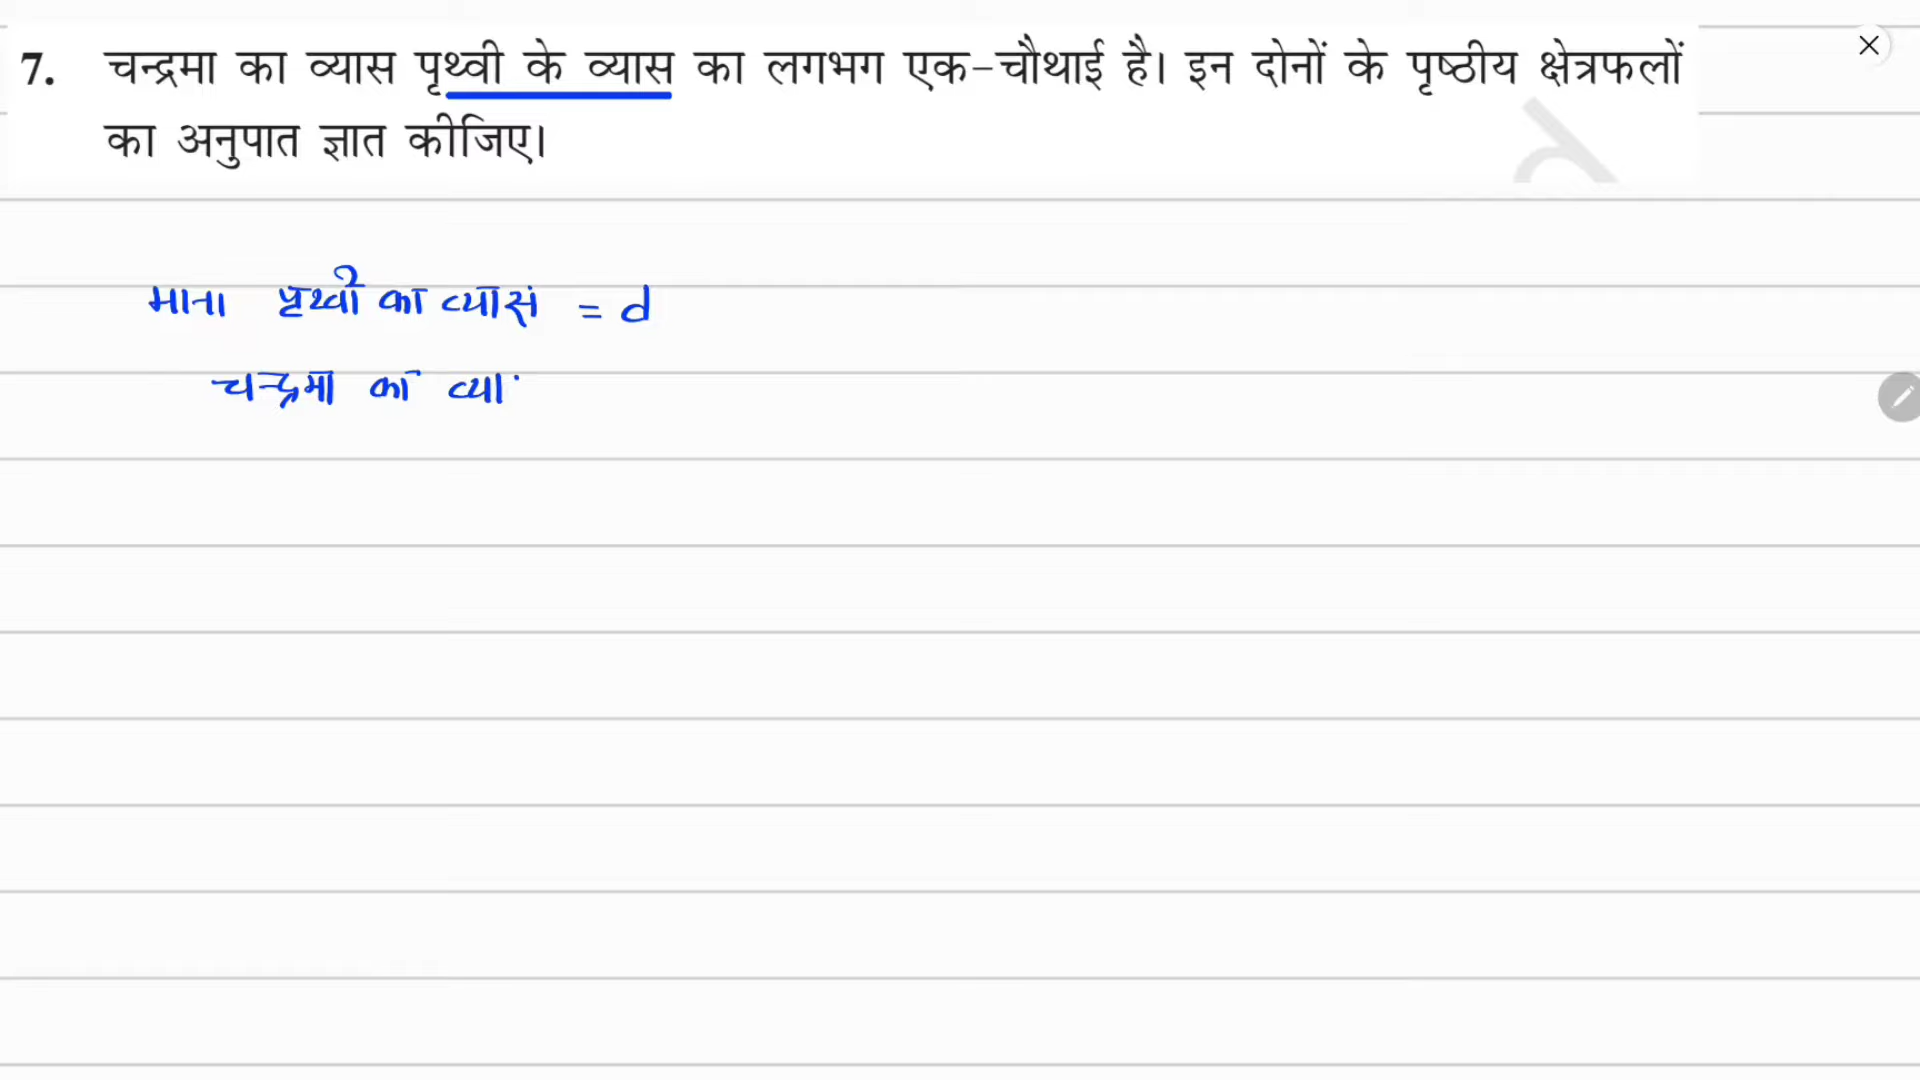 7. चन्द्रमा का व्यास पृथ्वी के व्यास का लगभग एक-चौथाई है। इन दोनों के पृष्ठीय क्षेत्रफलों
का अनुपात ज्ञात कीजिए।
माना पृथ्वी का व्यास = d
चन्द्रमा का व्या